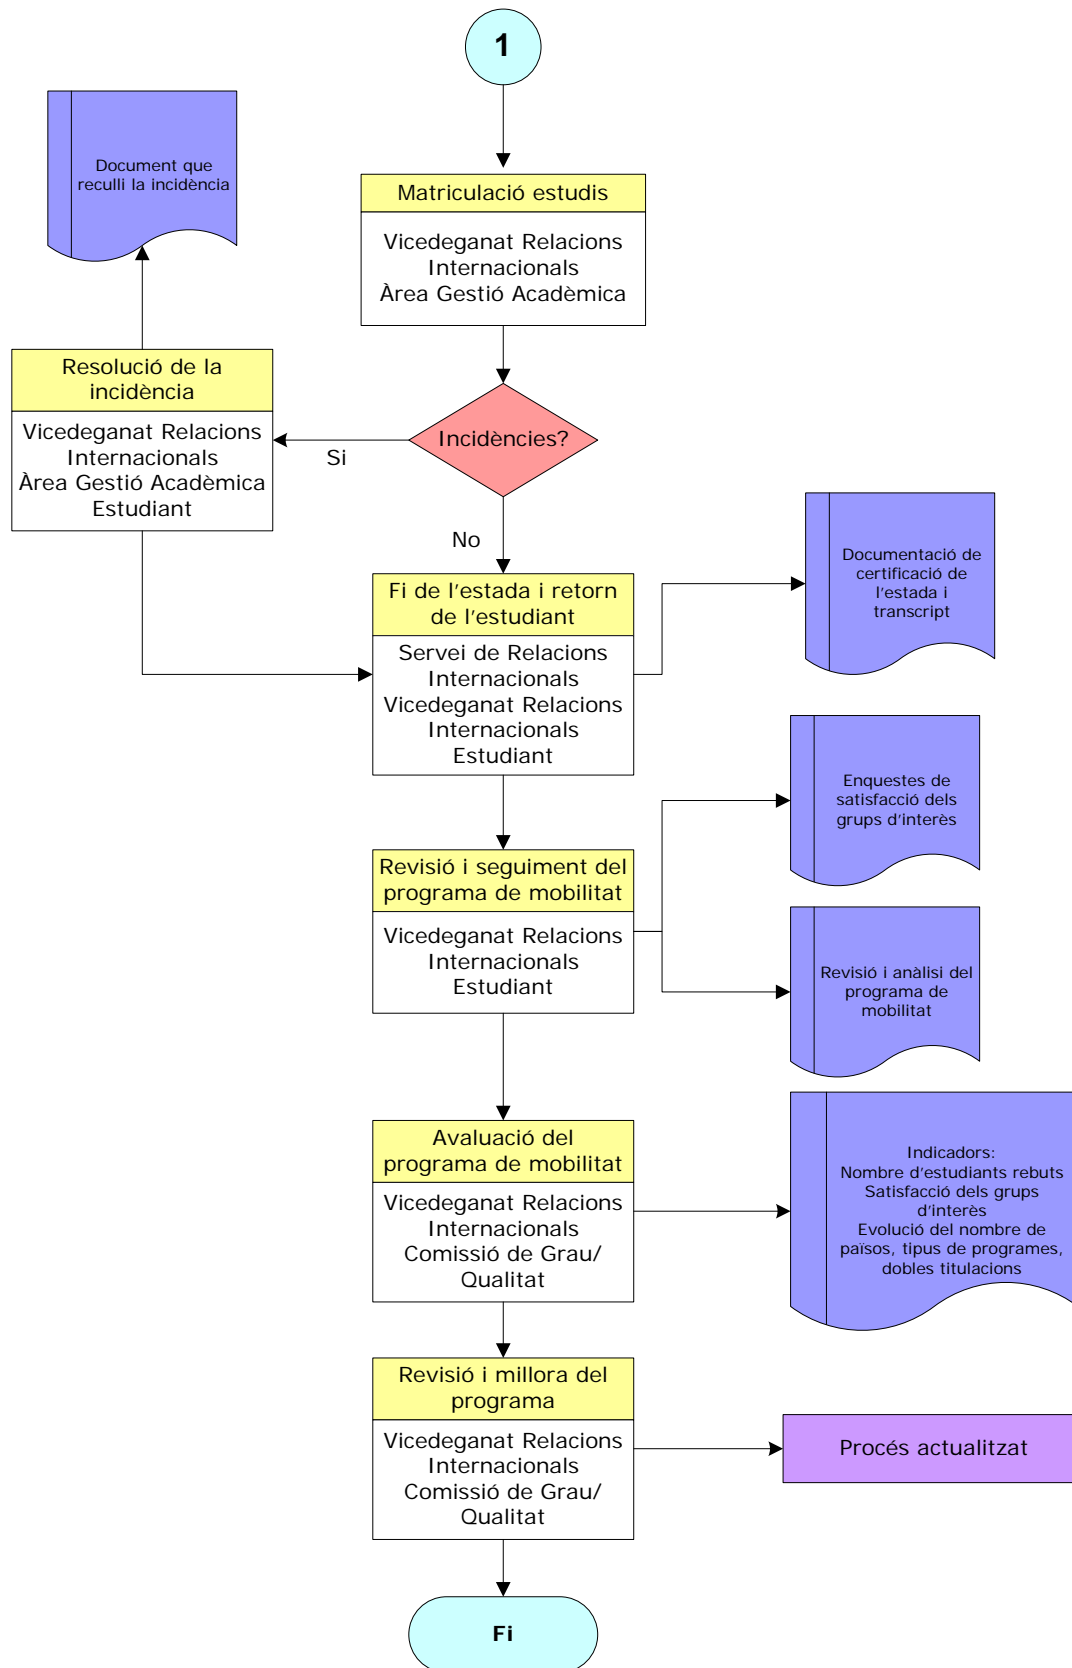 1
Document que
reculli la incidència
Matriculació estudis
Vicedeganat Relacions
Internacionals
Àrea Gestió Acadèmica
Resolució de la
incidència
Vicedeganat Relacions
Internacionals
Àrea Gestió Acadèmica
Estudiant
Incidències?
Si
No
Fi de l’estada i retorn
de l’estudiant
Servei de Relacions
Internacionals
Vicedeganat Relacions
Internacionals
Estudiant
Documentació de
certificació de
l’estada i
transcript
Enquestes de
satisfacció dels
grups d’interès
Revisió i seguiment del
programa de mobilitat
Vicedeganat Relacions
Internacionals
Estudiant
Revisió i anàlisi del
programa de
mobilitat
Avaluació del
programa de mobilitat
Vicedeganat Relacions
Internacionals
Comissió de Grau/
Qualitat
Indicadors:
Nombre d’estudiants rebuts
Satisfacció dels grups
d’interès
Evolució del nombre de
països, tipus de programes,
dobles titulacions
Revisió i millora del
programa
Vicedeganat Relacions
Internacionals
Comissió de Grau/
Qualitat
Procés actualitzat
Fi